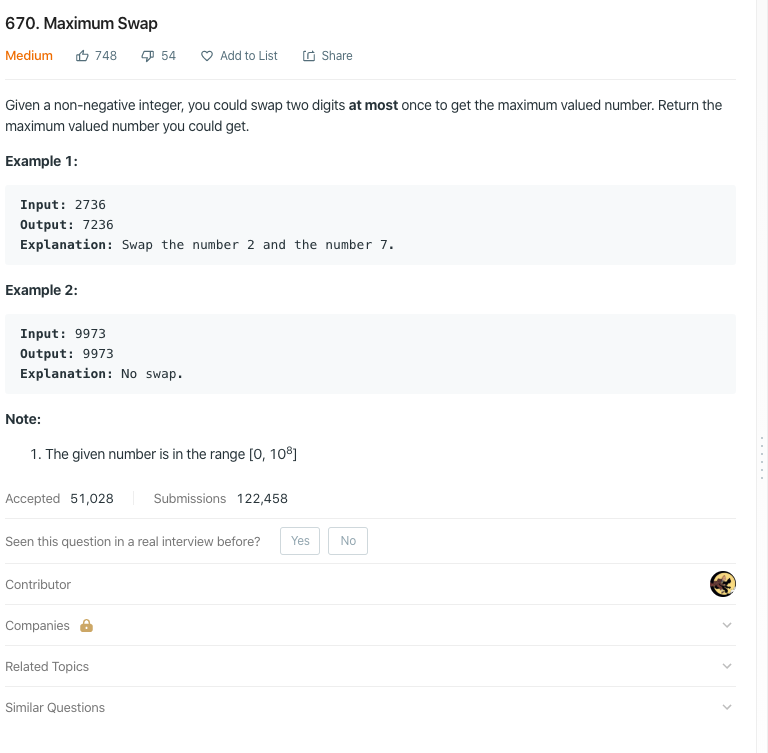 670. Maximum Swap
Medium 748 54 Add to List Share
Given a non-negative integer, you could swap two digits at most once to get the maximum valued number. Return the
maximum valued number you could get.
Example 1:
Input: 2736
Output: 7236
Explanation: Swap the number 2 and the number 7.
Example 2:
Input: 9973
Output: 9973
Explanation: No swap.
Note:
1. The given number is in the range [0, 10⁸]
Accepted 51,028 Submissions 122,458
Seen this question in a real interview before? Yes No
Contributor
Companies
Related Topics
Similar Questions